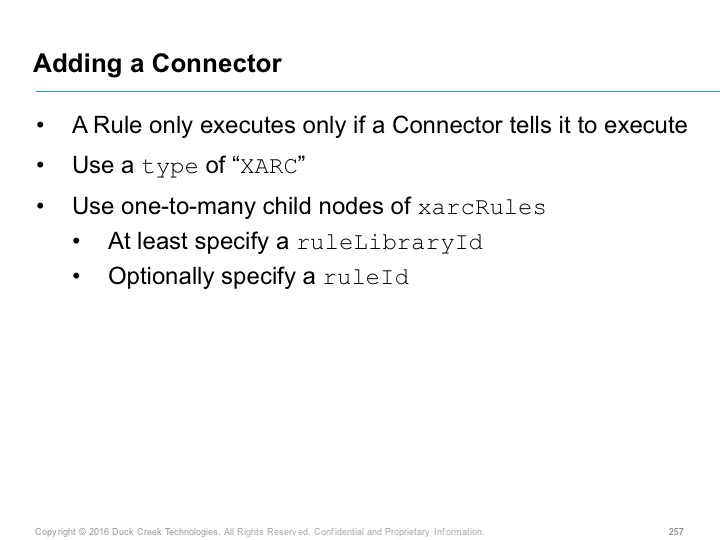 Adding a Connector
• A Rule only executes only if a Connector tells it to execute
• Use a type of “XARC”
• Use one-to-many child nodes of xarcRules
• At least specify a ruleLibraryId
• Optionally specify a ruleId
Copyright © 2016 Duck Creek Technologies. All Rights Reserved. Confidential and Proprietary Information. 257